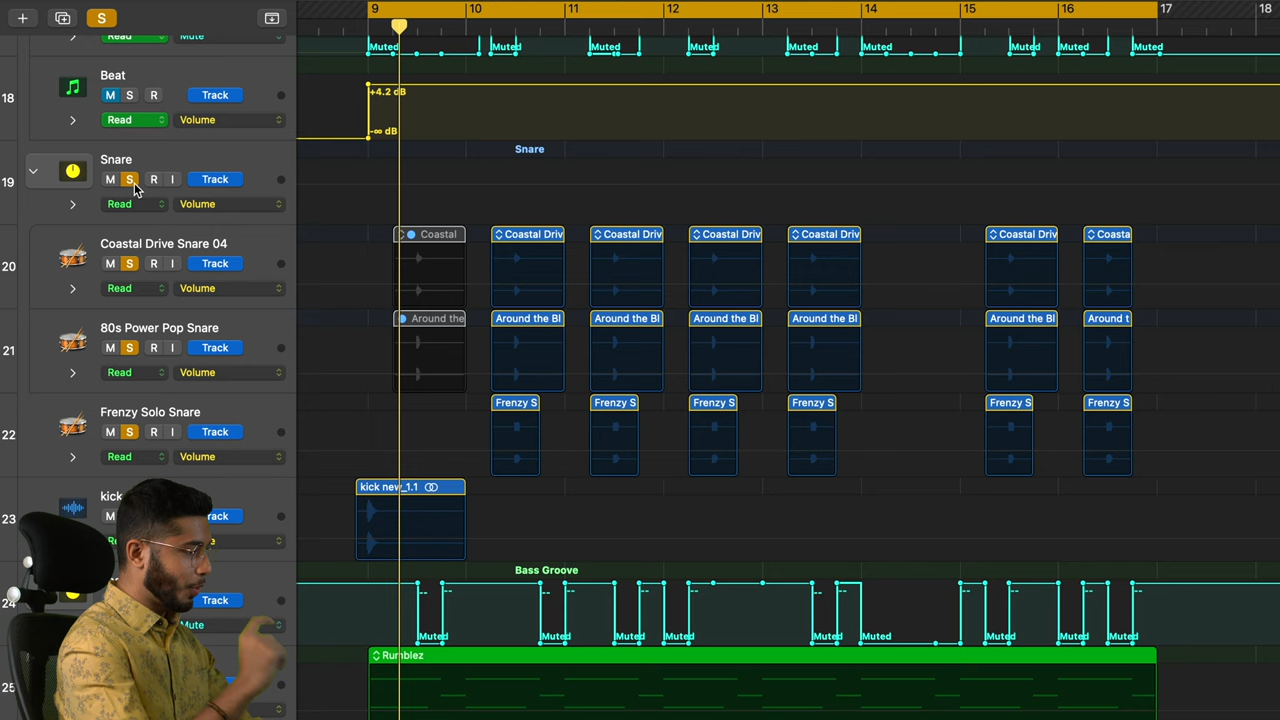 S
9 10 11 12 13 14 15 16 17 18
Read Mute
Muted Muted Muted Muted Muted Muted Muted Muted Muted
18
Beat
M S R Track
Read Volume
+4.2 dB
-∞ dB
Snare
19
Snare
M S R I Track
Read Volume
20
Coastal Drive Snare 04
M S R I Track
Read Volume
Coastal Coastal Driv Coastal Driv Coastal Driv Coastal Driv Coastal Driv Coasta
21
80s Power Pop Snare
M S R I Track
Read Volume
Around the Around the Bl Around the Bl Around the Bl Around the Bl Around the Bl Around t
22
Frenzy Solo Snare
M S R I Track
Read Volume
Frenzy S Frenzy S Frenzy S Frenzy S Frenzy S Frenzy S
23
kick
M
kick new_1.1
Bass Groove
24
Track
Mute
Muted Muted Muted Muted Muted Muted Muted Muted Muted
25
Rumblez